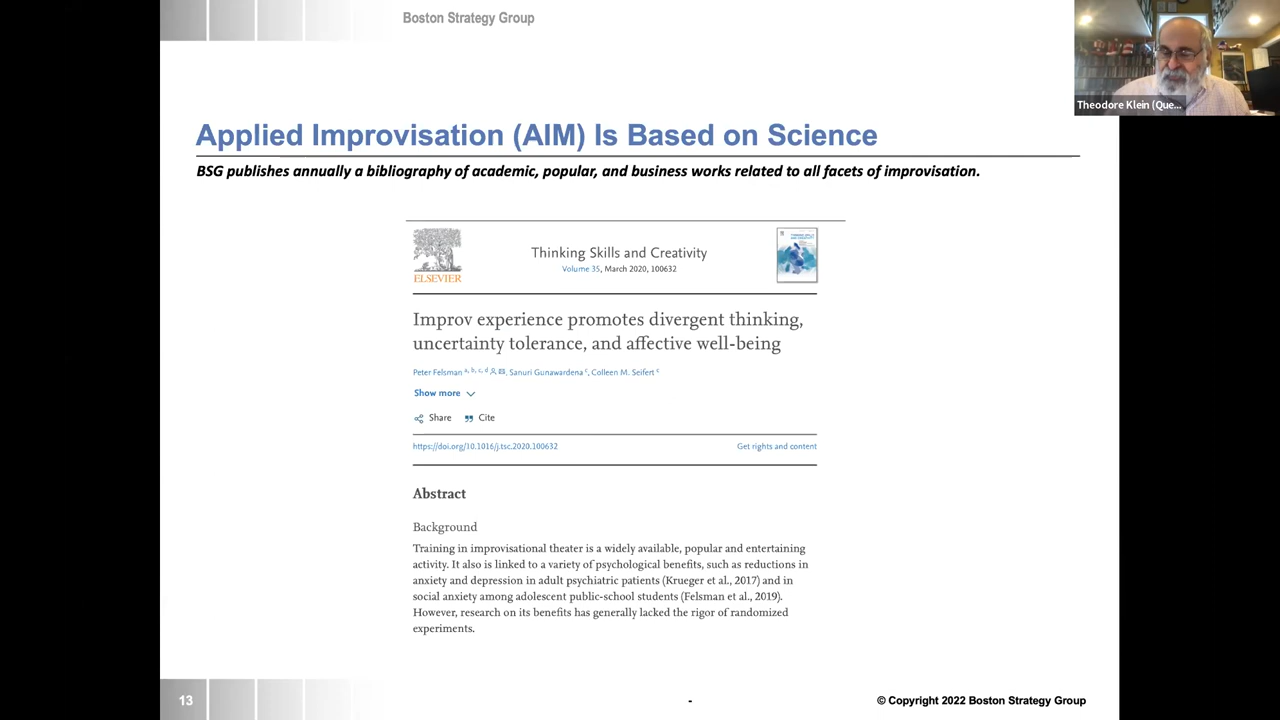 Boston Strategy Group
Theodore Klein (Que...
Applied Improvisation (AIM) Is Based on Science
BSG publishes annually a bibliography of academic, popular, and business works related to all facets of improvisation.
ELSEVIER
Thinking Skills and Creativity
Volume 35, March 2020, 100632
THINKING SKILLS AND CREATIVITY
Improv experience promotes divergent thinking,
uncertainty tolerance, and affective well-being
Peter Felsman a, b, c, d, Sanuri Gunawardena c, Colleen M. Seifert c
Show more
Share Cite
https://doi.org/10.1016/j.tsc.2020.100632 Get rights and content
Abstract
Background
Training in improvisational theater is a widely available, popular and entertaining
activity. It also is linked to a variety of psychological benefits, such as reductions in
anxiety and depression in adult psychiatric patients (Krueger et al., 2017) and in
social anxiety among adolescent public-school students (Felsman et al., 2019).
However, research on its benefits has generally lacked the rigor of randomized
experiments.
13 - © Copyright 2022 Boston Strategy Group